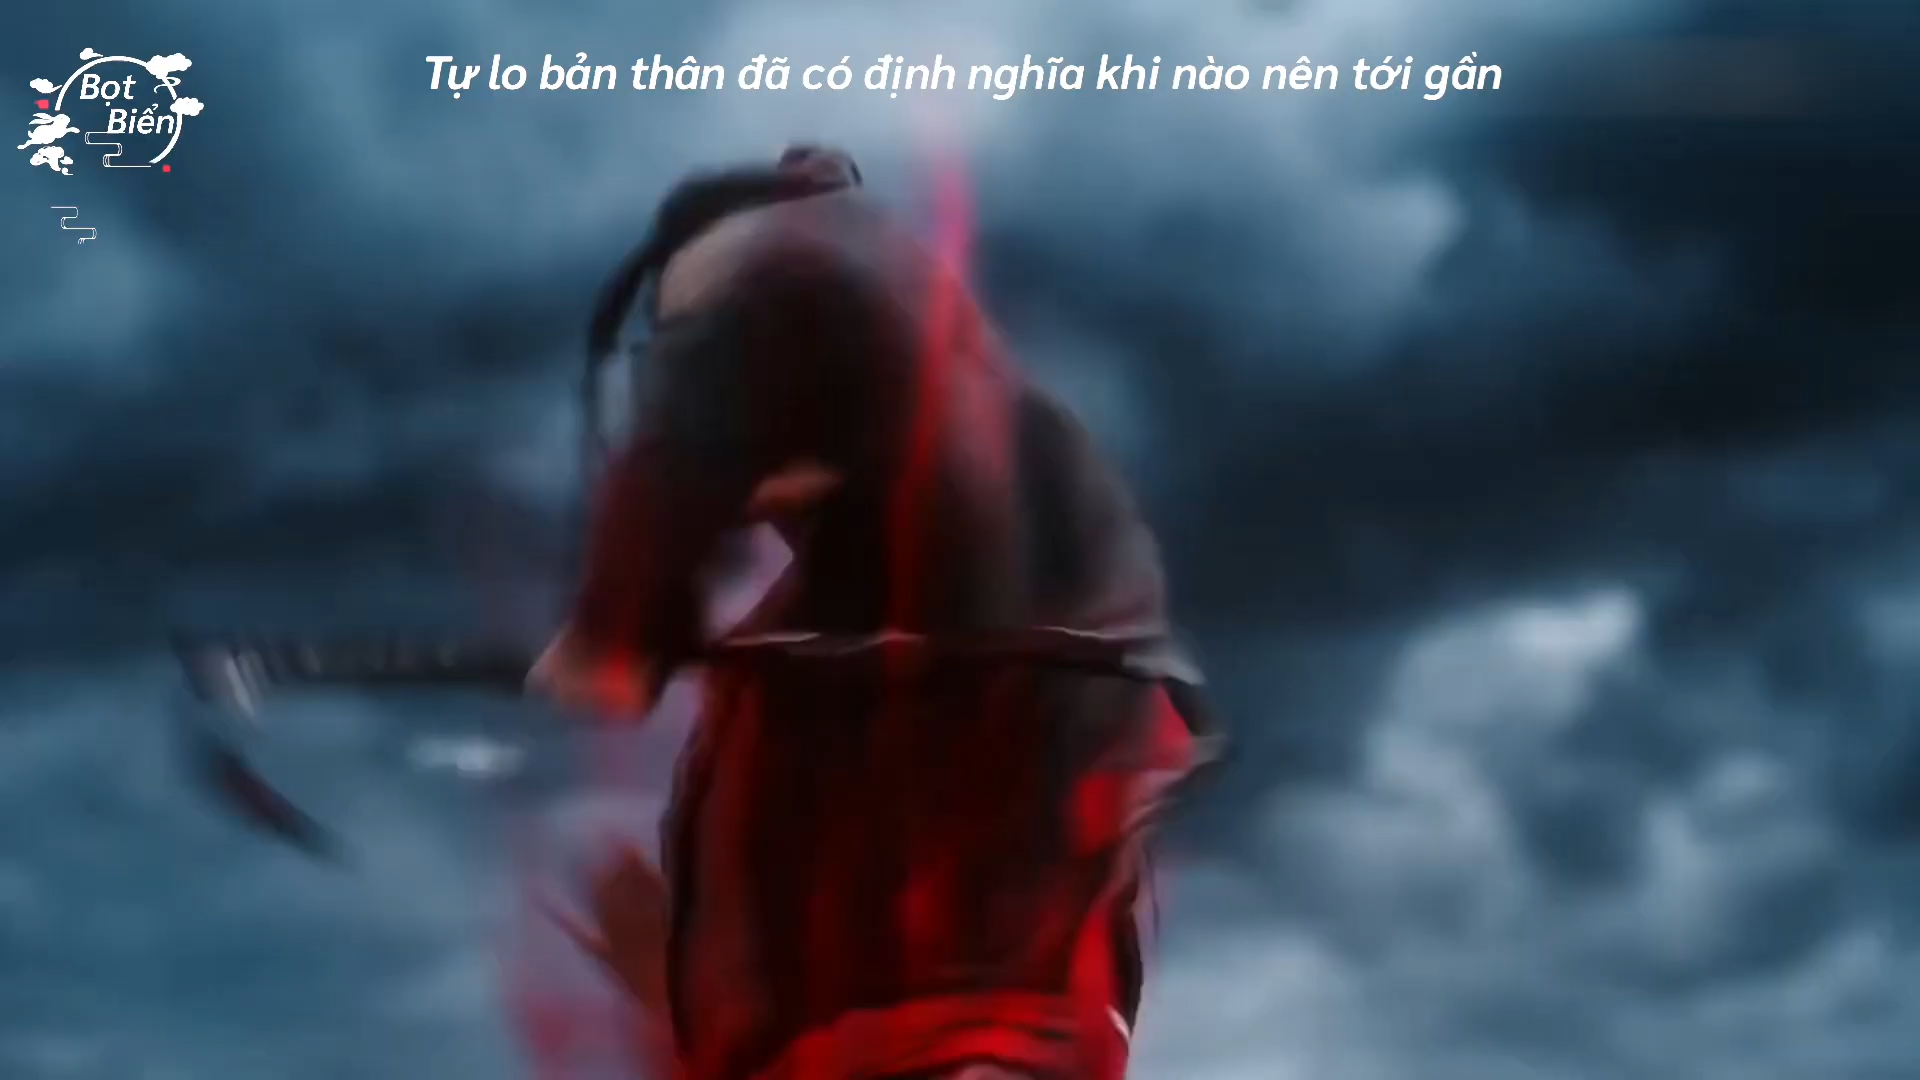 Tự lo bản thân đã có định nghĩa khi nào nên tới gần
Bọt
Biển